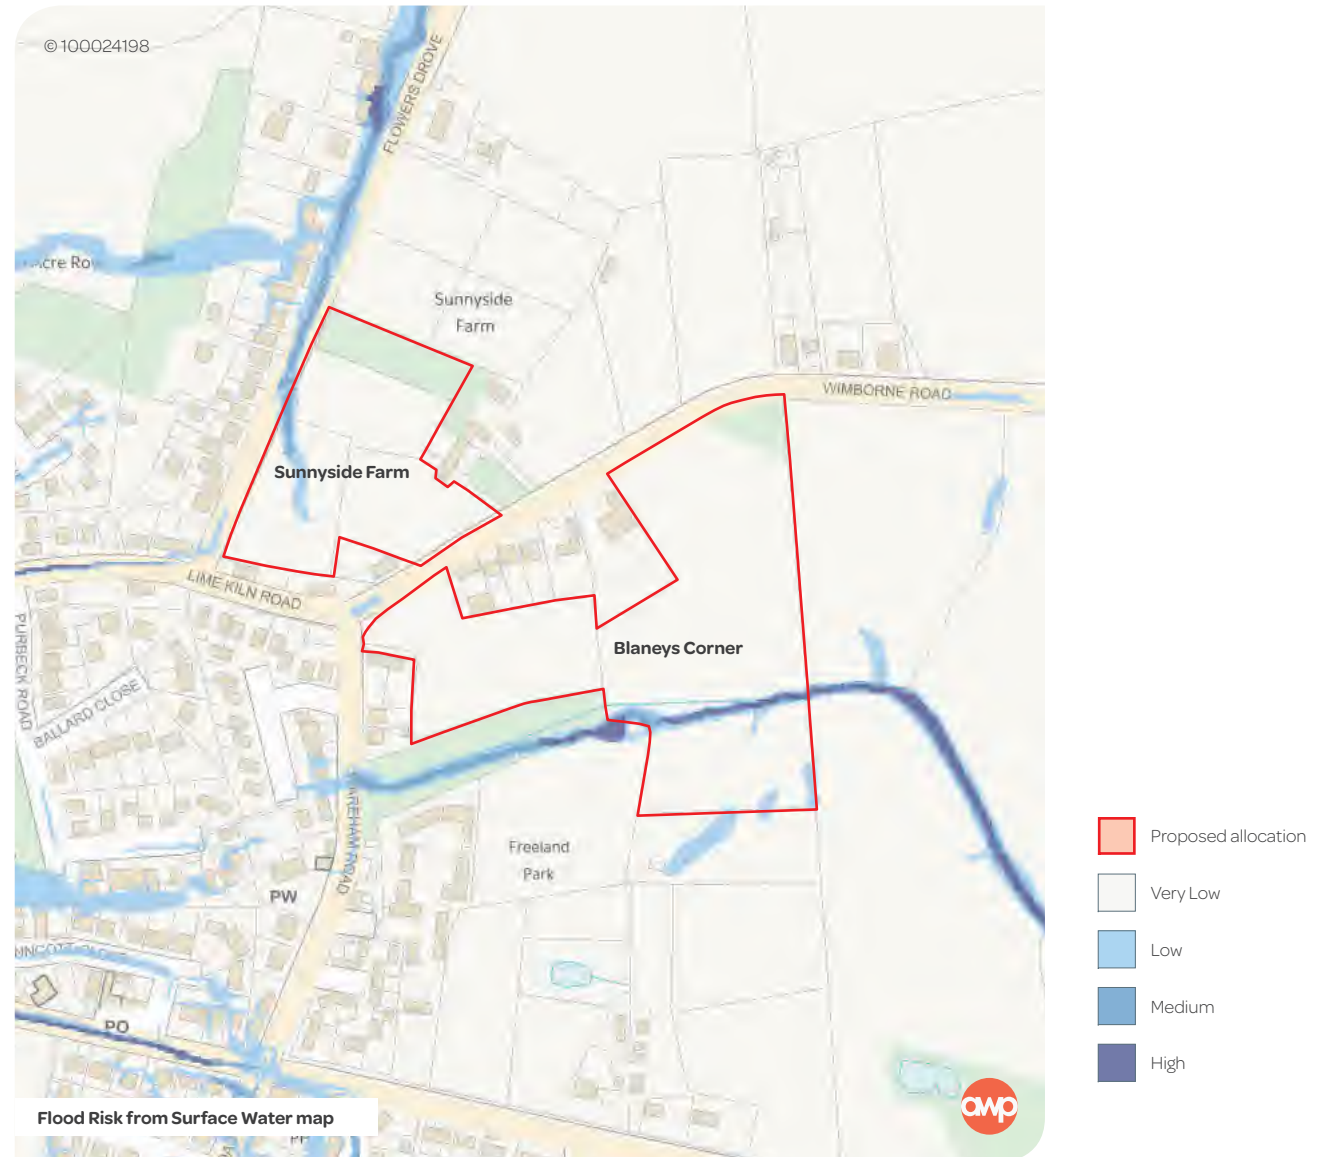 © 100024198
FLOWERS DROVE
Sunnyside
Farm
WIMBORNE ROAD
Sunnyside Farm
LIME KILN ROAD
Blaneys Corner
PURBECK ROAD
BALLARD CLOSE
Freeland
Park
PW
PO
Flood Risk from Surface Water map
awp
Proposed allocation
Very Low
Low
Medium
High